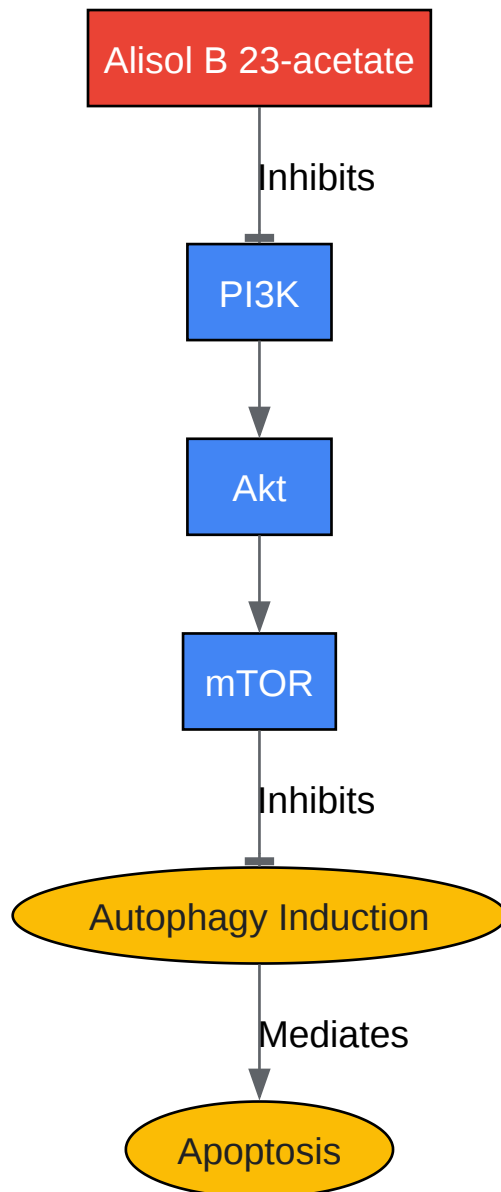 Alisol B 23-acetate
Inhibits
PI3K
Akt
mTOR
Inhibits
Autophagy Induction
Mediates
Apoptosis